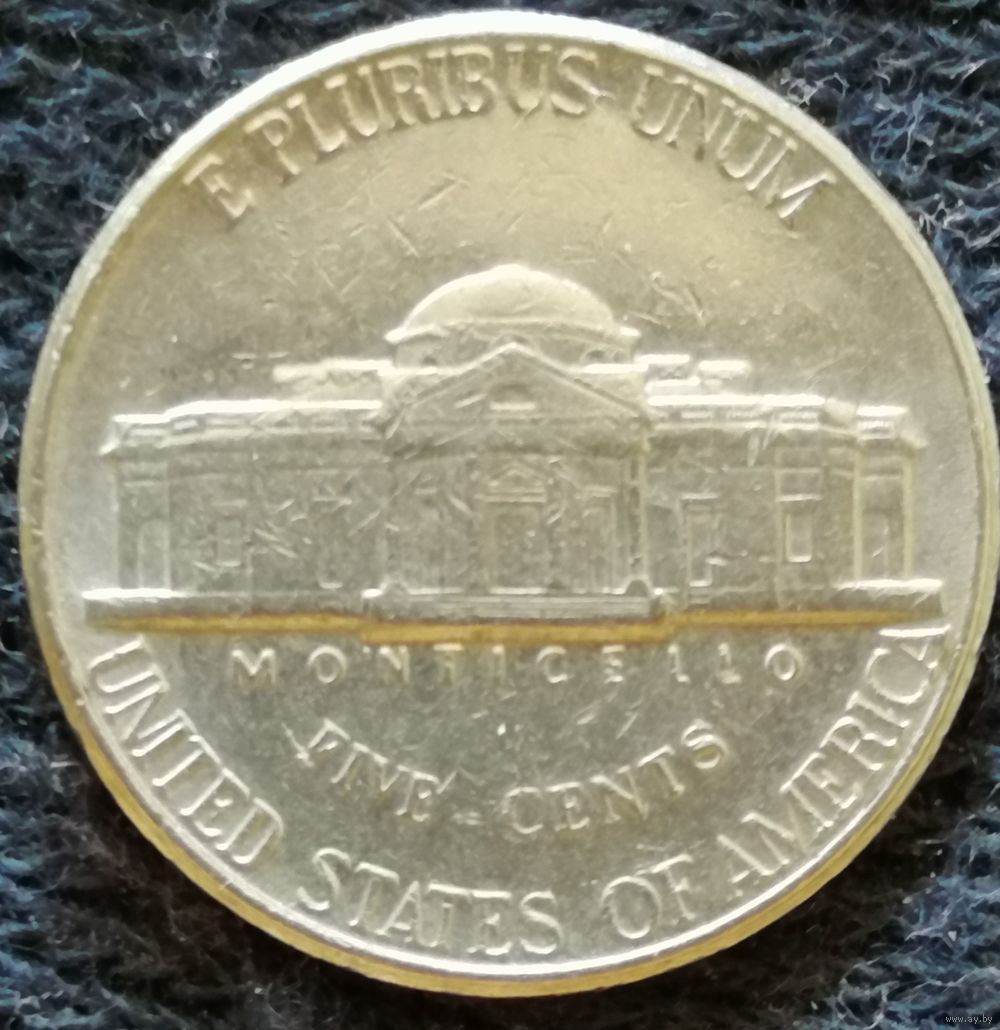 E PLURIBUS UNUM
MONTICELLO
FIVE CENTS
UNITED STATES OF AMERICA
www.ay.by